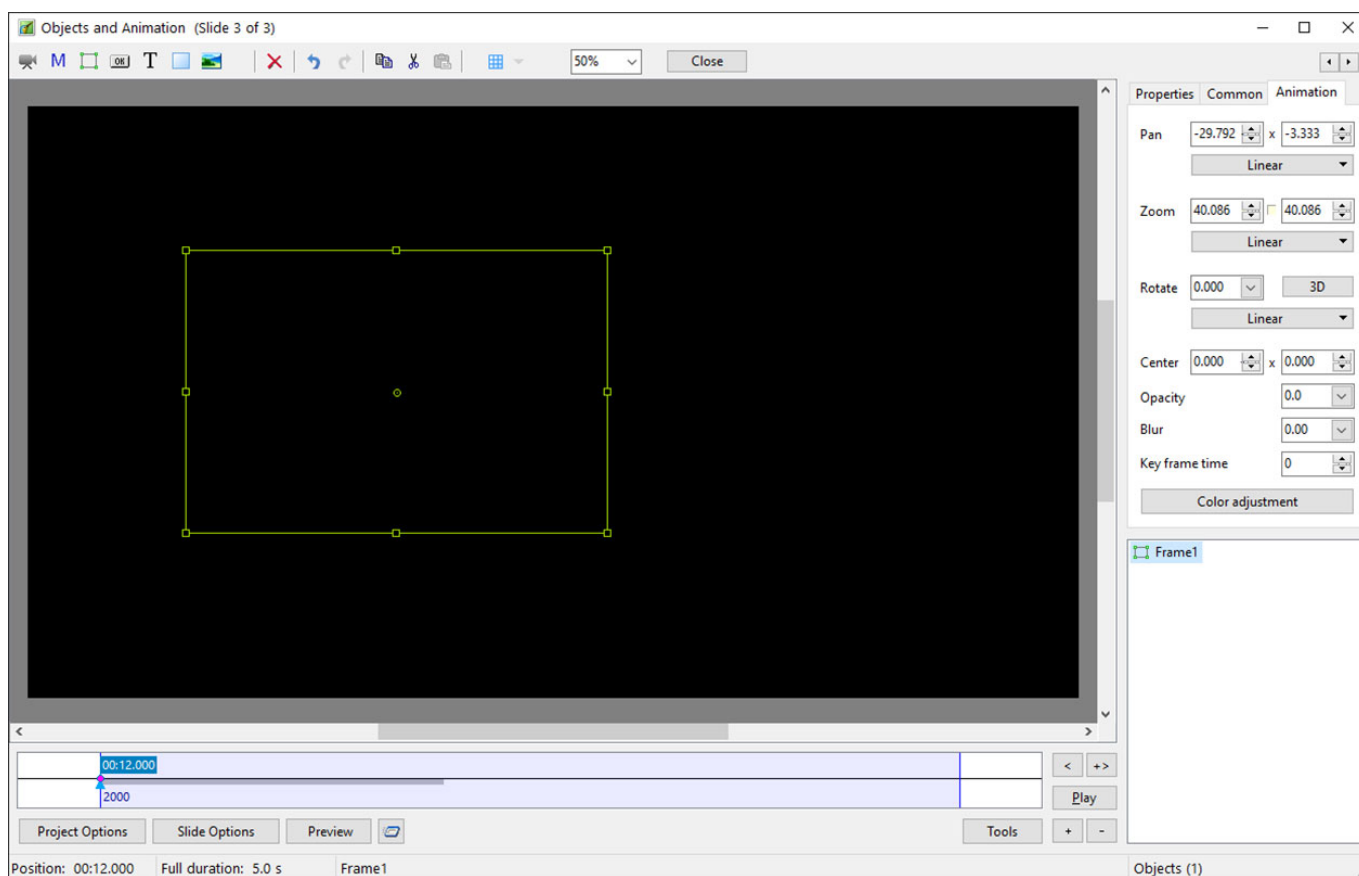 Objects and Animation (Slide 3 of 3)
M OK T 50% Close
Properties Common Animation
Pan -29.792 x -3.333
Linear
Zoom 40.086 40.086
Linear
Rotate 0.000 3D
Linear
Center 0.000 x 0.000
Opacity 0.0
Blur 0.00
Key frame time 0
Color adjustment
Frame1
00:12.000
2000
< +>
Play
Project Options Slide Options Preview Tools + -
Position: 00:12.000 Full duration: 5.0 s Frame1 Objects (1)